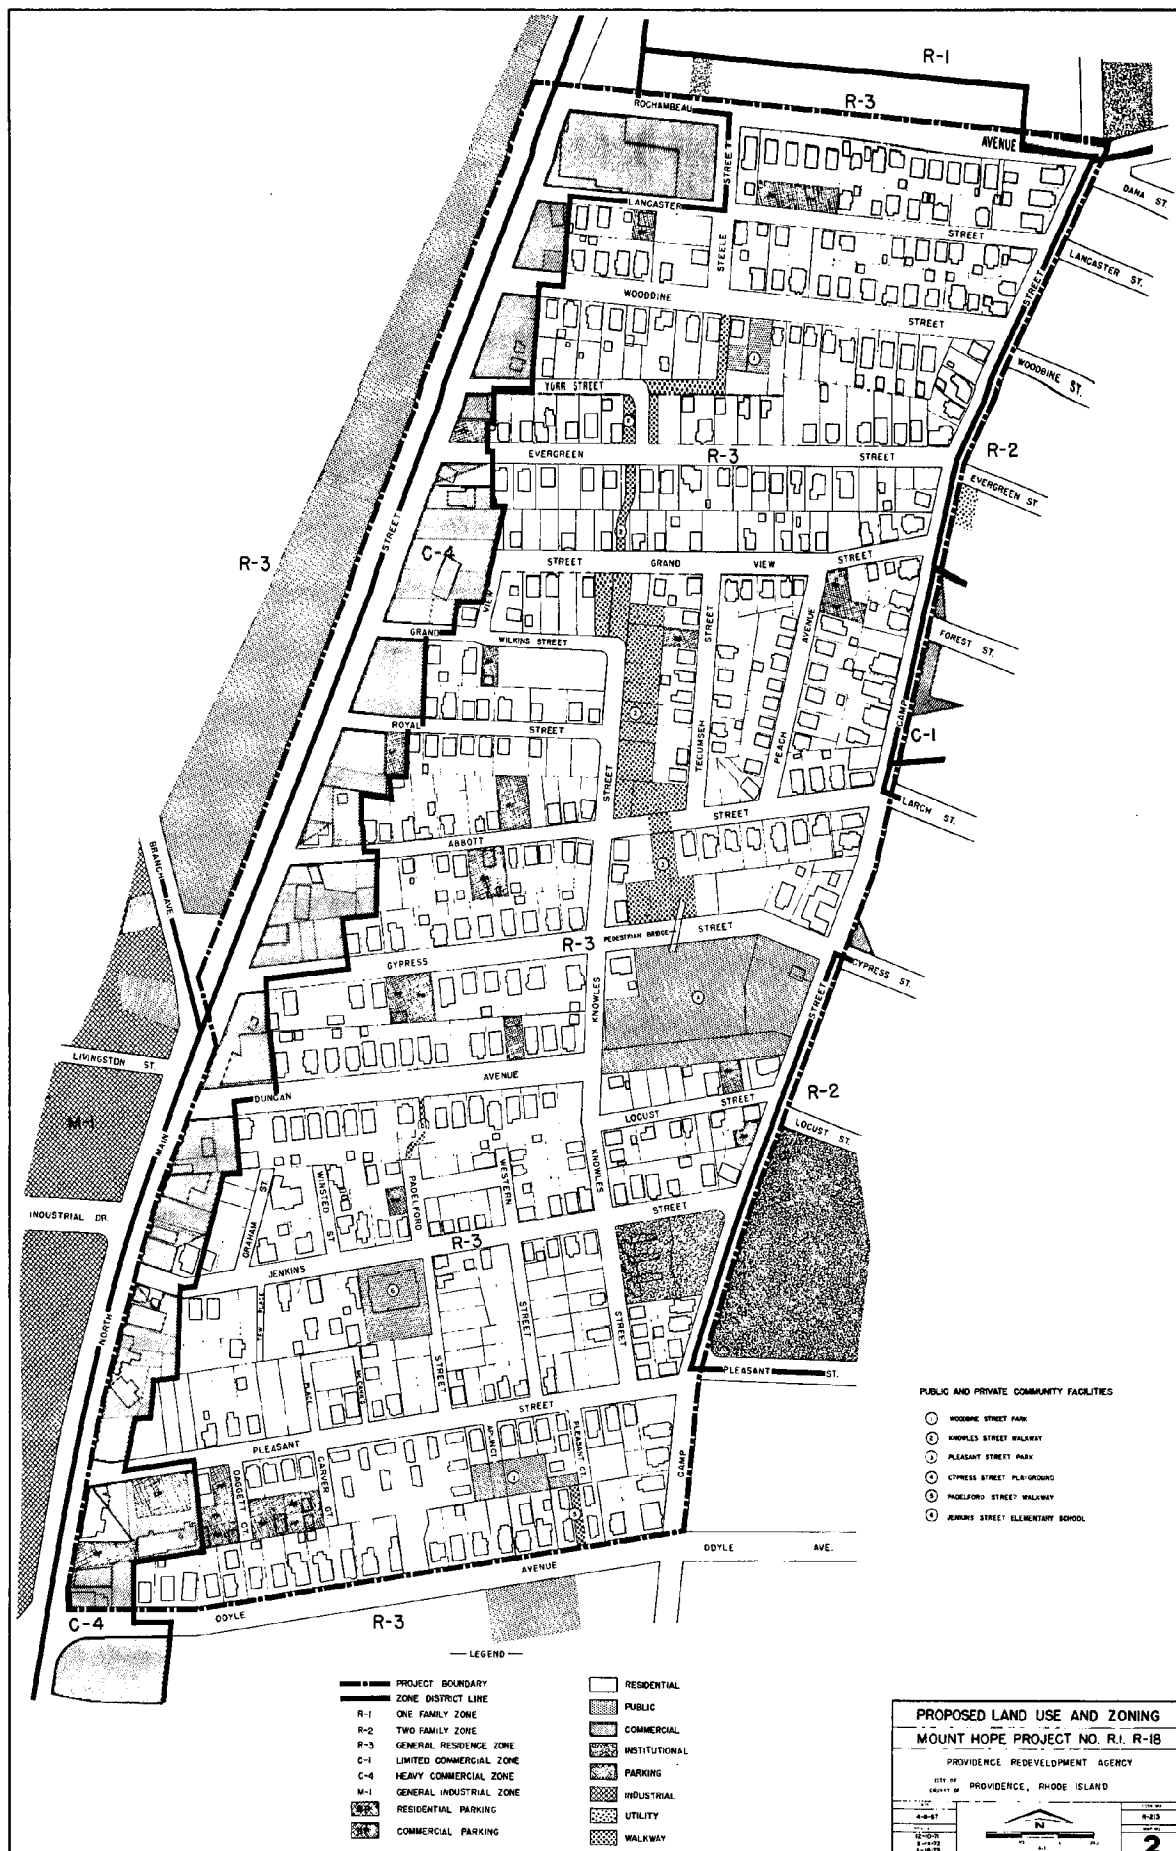 R-1
ROCHAMBEAU
R-3
AVENUE
DANA ST.
STREET
LANCASTER
STREET
LANCASTER ST.
STEELE
STREET
WOODBINE
STREET
WOODBINE ST.
YORK STREET
R-2
EVERGREEN
R-3
STREET
EVERGREEN ST.
STREET
C-4
R-3
STREET
GRAND
VIEW
STREET
VIEW
GRAND
WILKINS STREET
STREET
AVENUE
FOREST ST.
ROYAL
STREET
TECUMSEH
PEACH
CAMP
C-1
STREET
LARCH ST.
ABBOTT
STREET
BRANCH AVE
R-3
PEDESTRIAN BRIDGE
STREET
CYPRESS
CYPRESS ST.
KNOWLES
STREET
LIVINGSTON ST.
AVENUE
DUNCAN
LOCUST
STREET
R-2
LOCUST ST.
M-1
MAIN
INDUSTRIAL DR.
GRAHAM ST.
WINSTED ST.
PADELFORD
WESTERN
KNOWLES
STREET
R-3
JENKINS
NORTH
STREET
STREET
STREET
PLACE
PLEASANT ST.
STREET
PLEASANT
DAGGETT CT.
CARVER CT.
PLEASANT CT.
CAMP
DOYLE AVE.
AVENUE
DOYLE
C-4
R-3
PUBLIC AND PRIVATE COMMUNITY FACILITIES
1 WOODBINE STREET PARK
2 KNOWLES STREET WALKWAY
3 PLEASANT STREET PARK
4 CYPRESS STREET PLAYGROUND
5 PADELFORD STREET WALKWAY
6 JENKINS STREET ELEMENTARY SCHOOL
LEGEND
PROJECT BOUNDARY
ZONE DISTRICT LINE
R-1 ONE FAMILY ZONE
R-2 TWO FAMILY ZONE
R-3 GENERAL RESIDENCE ZONE
C-1 LIMITED COMMERCIAL ZONE
C-4 HEAVY COMMERCIAL ZONE
M-1 GENERAL INDUSTRIAL ZONE
RESIDENTIAL PARKING
COMMERCIAL PARKING
RESIDENTIAL
PUBLIC
COMMERCIAL
INSTITUTIONAL
PARKING
INDUSTRIAL
UTILITY
WALKWAY
PROPOSED LAND USE AND ZONING
MOUNT HOPE PROJECT NO. R.I. R-18
PROVIDENCE REDEVELOPMENT AGENCY
CITY OF
PROVIDENCE, RHODE ISLAND
N
R-213
2